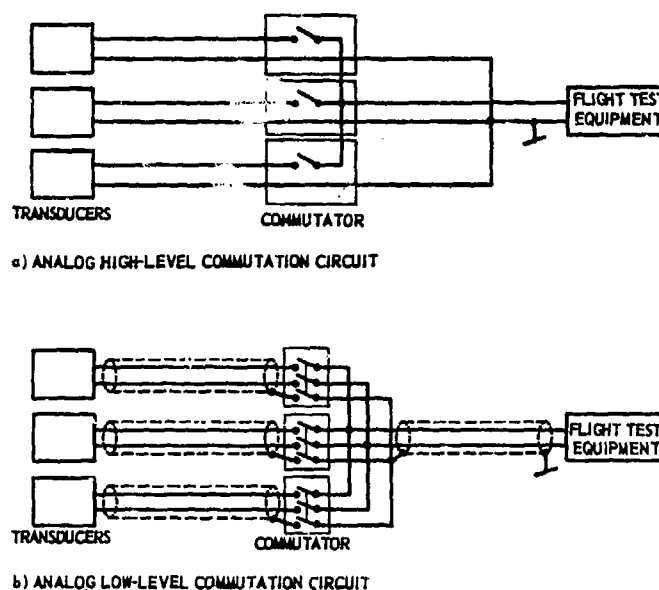 FLIGHT TEST
EQUIPMENT
TRANSDUCERS
COMMUTATOR
a) ANALOG HIGH-LEVEL COMMUTATION CIRCUIT
FLIGHT TEST
EQUIPMENT
TRANSDUCERS
COMMUTATOR
b) ANALOG LOW-LEVEL COMMUTATION CIRCUIT